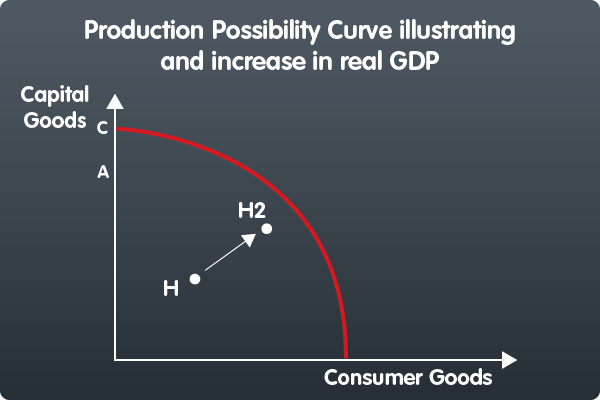 Production Possibility Curve illustrating
and increase in real GDP
Capital
Goods
C
A
H2
H
Consumer Goods